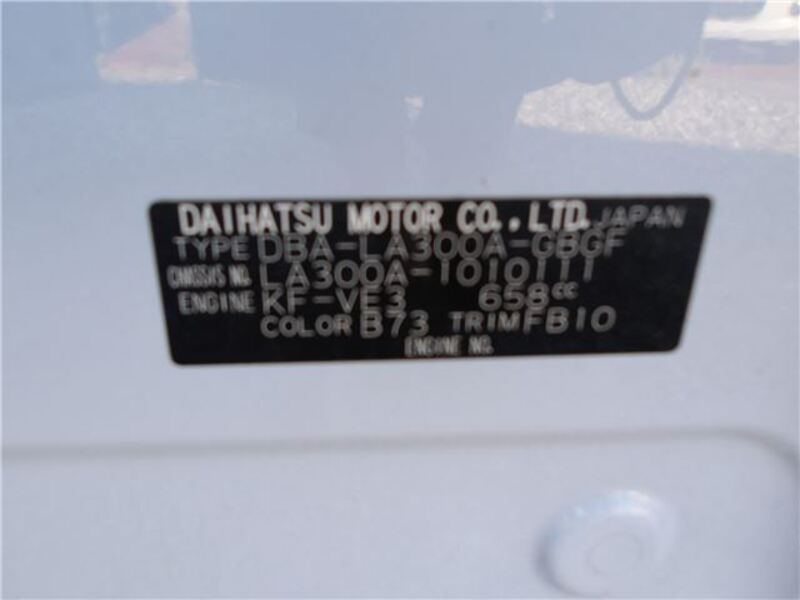 DAIHATSU MOTOR CO., LTD. JAPAN
TYPE DBA-LA300A-GBGF
CHASSIS NO. LA300A-1010111
ENGINE KF-VE3 658CC
COLOR B73 TRIM FB10
ENGINE NO.